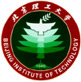 北京理工大学
BEIJING INSTITUTE OF TECHNOLOGY